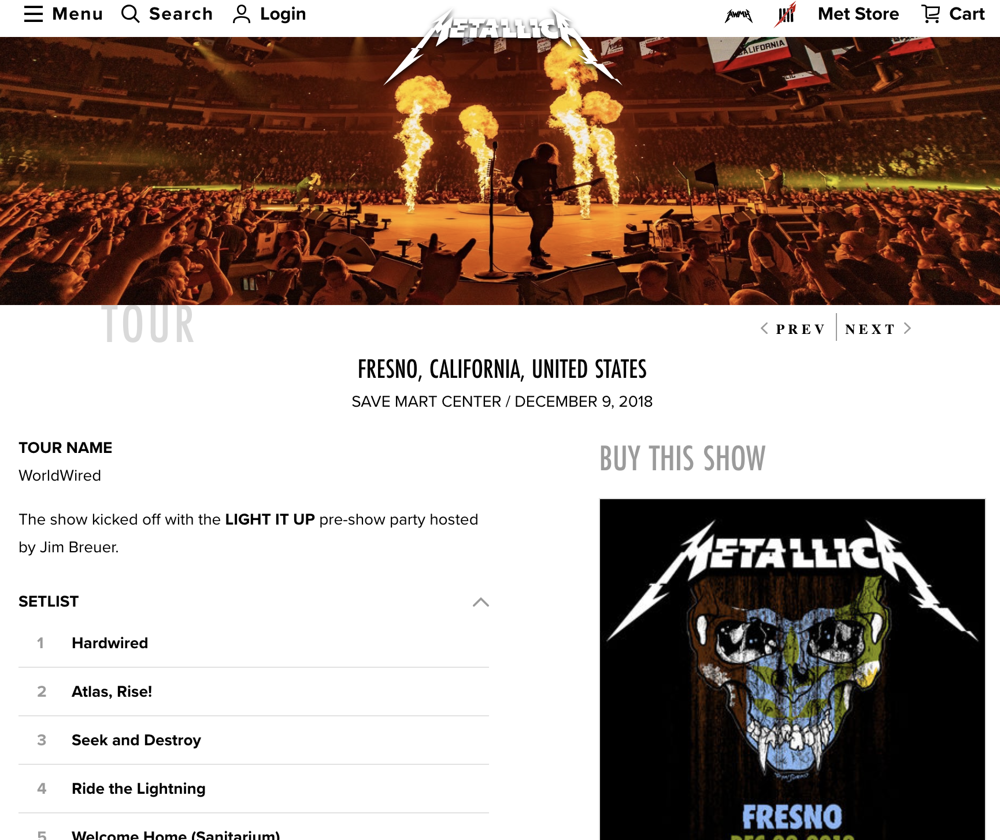 Menu Search Login METALLICA AWMH Met Store Cart
CALIFORNIA
TOUR
PREV NEXT
FRESNO, CALIFORNIA, UNITED STATES
SAVE MART CENTER / DECEMBER 9, 2018
TOUR NAME
WorldWired
The show kicked off with the LIGHT IT UP pre-show party hosted
by Jim Breuer.
SETLIST
1 Hardwired
2 Atlas, Rise!
3 Seek and Destroy
4 Ride the Lightning
5 Welcome Home (Sanitarium)
BUY THIS SHOW
METALLICA
FRESNO